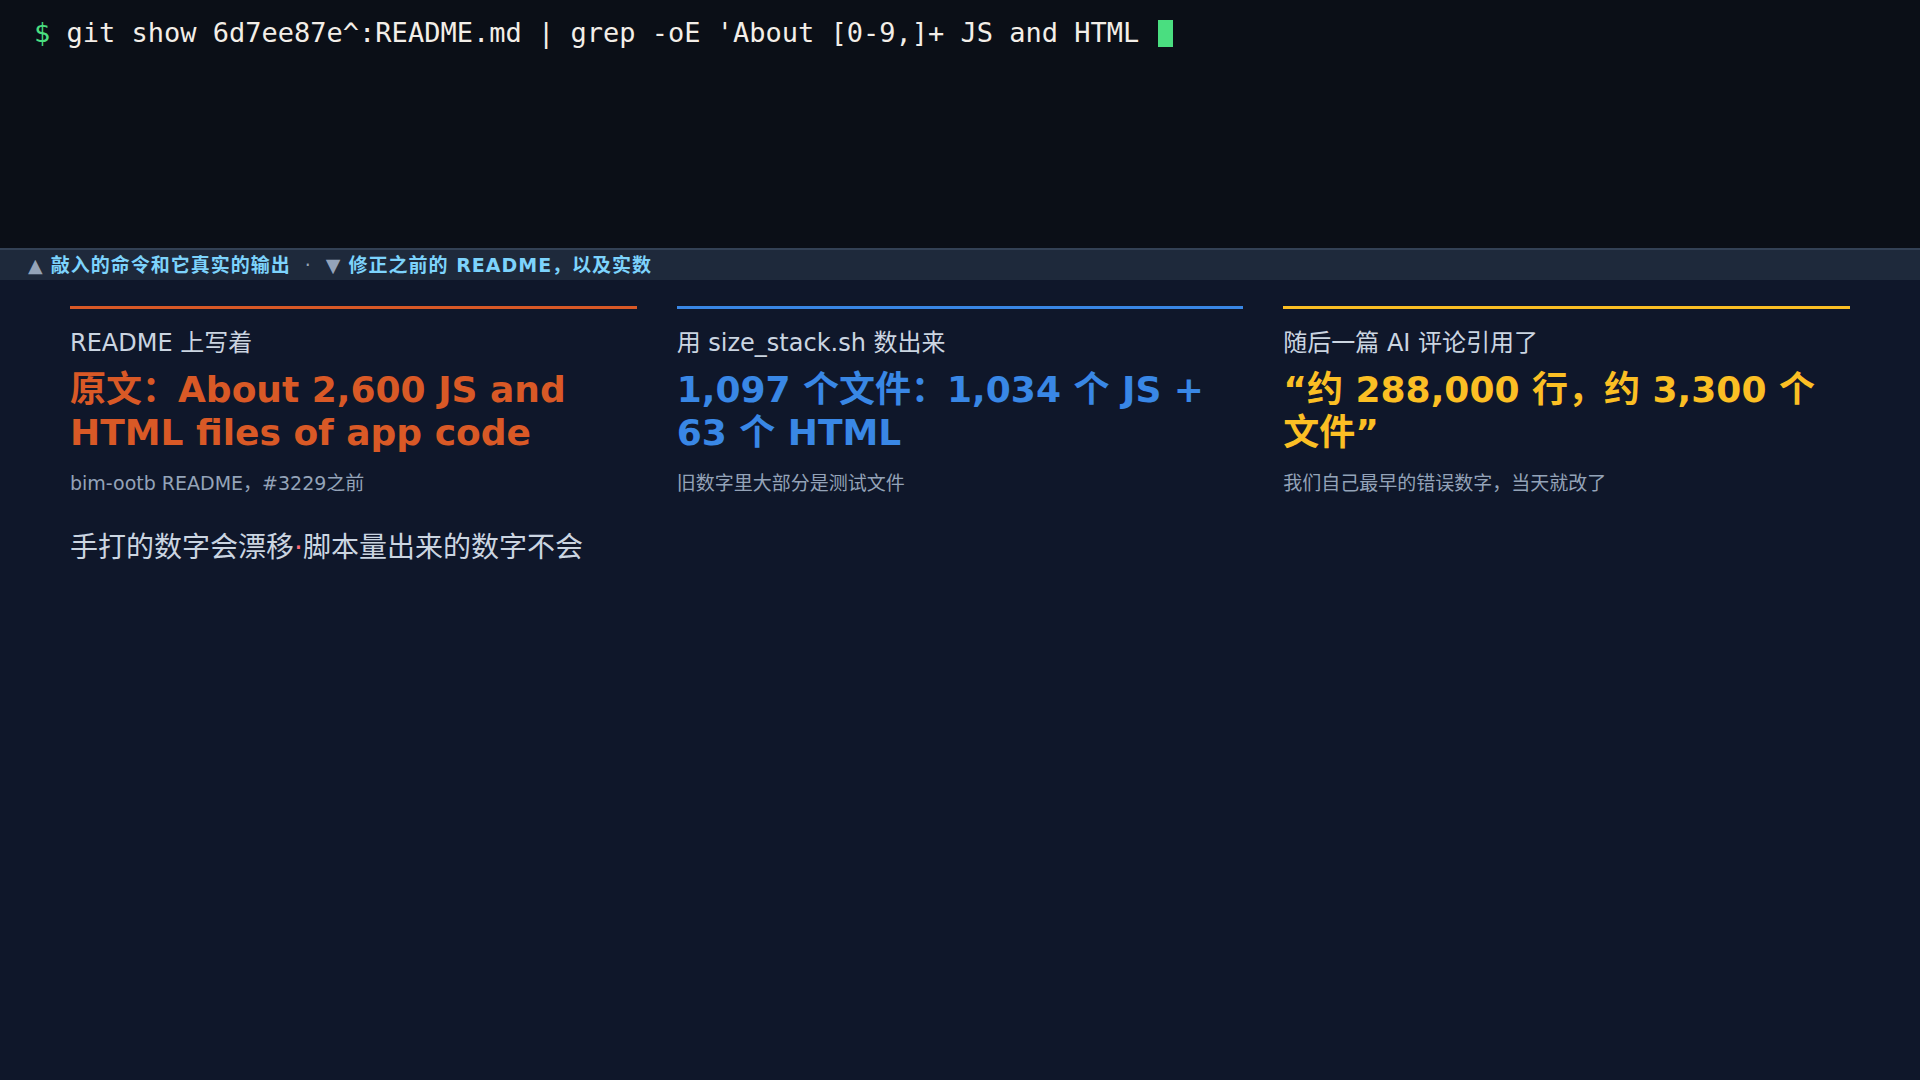 $ git show 6d7ee87e^:README.md | grep -oE 'About [0-9,]+ JS and HTML
▲ 敲入的命令和它真实的输出 · ▼ 修正之前的 README，以及实数
README 上写着
原文：About 2,600 JS and
HTML files of app code
bim-ootb README，#3229之前
用 size_stack.sh 数出来
1,097 个文件：1,034 个 JS +
63 个 HTML
旧数字里大部分是测试文件
随后一篇 AI 评论引用了
“约 288,000 行，约 3,300 个
文件”
我们自己最早的错误数字，当天就改了
手打的数字会漂移·脚本量出来的数字不会